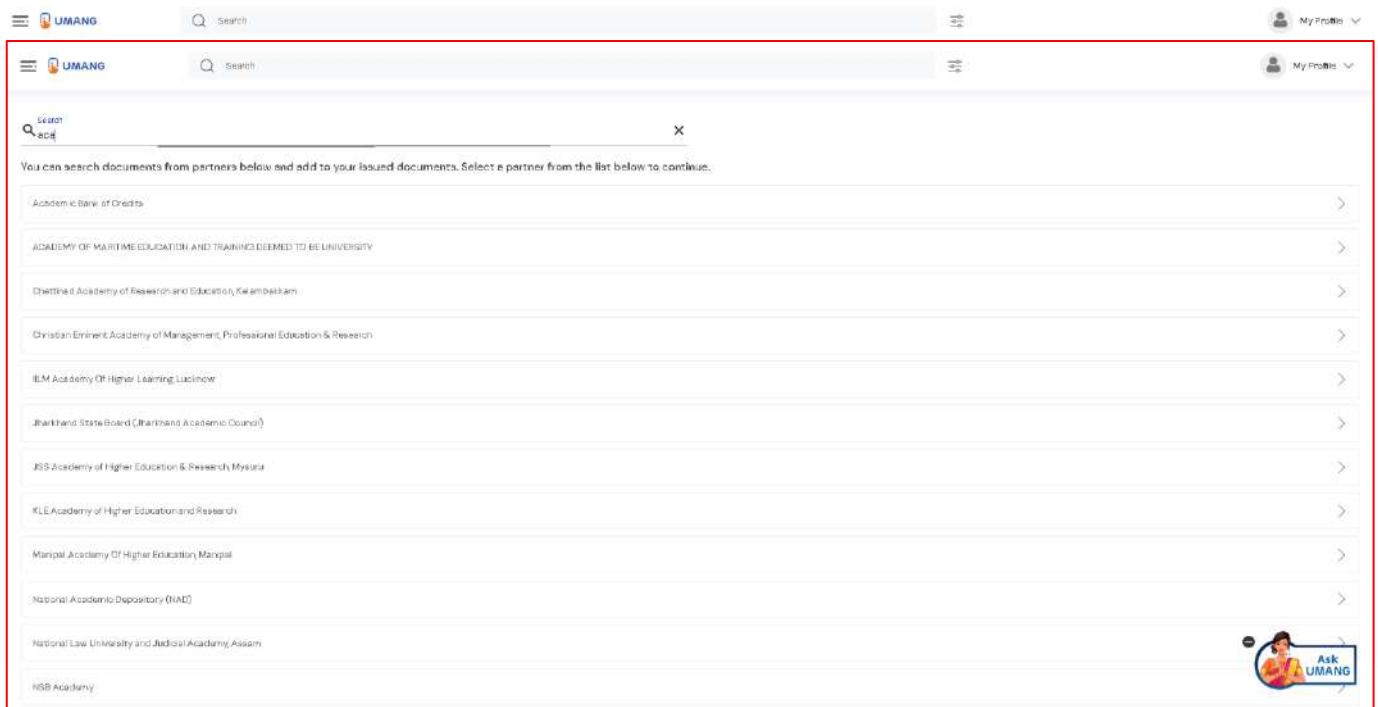 UMANG
Search
My Profile
UMANG
Search
My Profile
Search
aca
You can search documents from partners below and add to your issued documents. Select a partner from the list below to continue.
Academic Bank of Credits
ACADEMY OF MARITIME EDUCATION AND TRAINING DEEMED TO BE UNIVERSITY
Chettinad Academy of Research and Education, Kelambakkam
Christian Eminent Academy of Management, Professional Education & Research
IILM Academy Of Higher Learning, Lucknow
Jharkhand State Board (Jharkhand Academic Council)
JSS Academy of Higher Education & Research, Mysuru
KLE Academy of Higher Education and Research
Manipal Academy Of Higher Education, Manipal
National Academic Depository (NAD)
National Law University and Judicial Academy, Assam
NSB Academy
Ask
UMANG